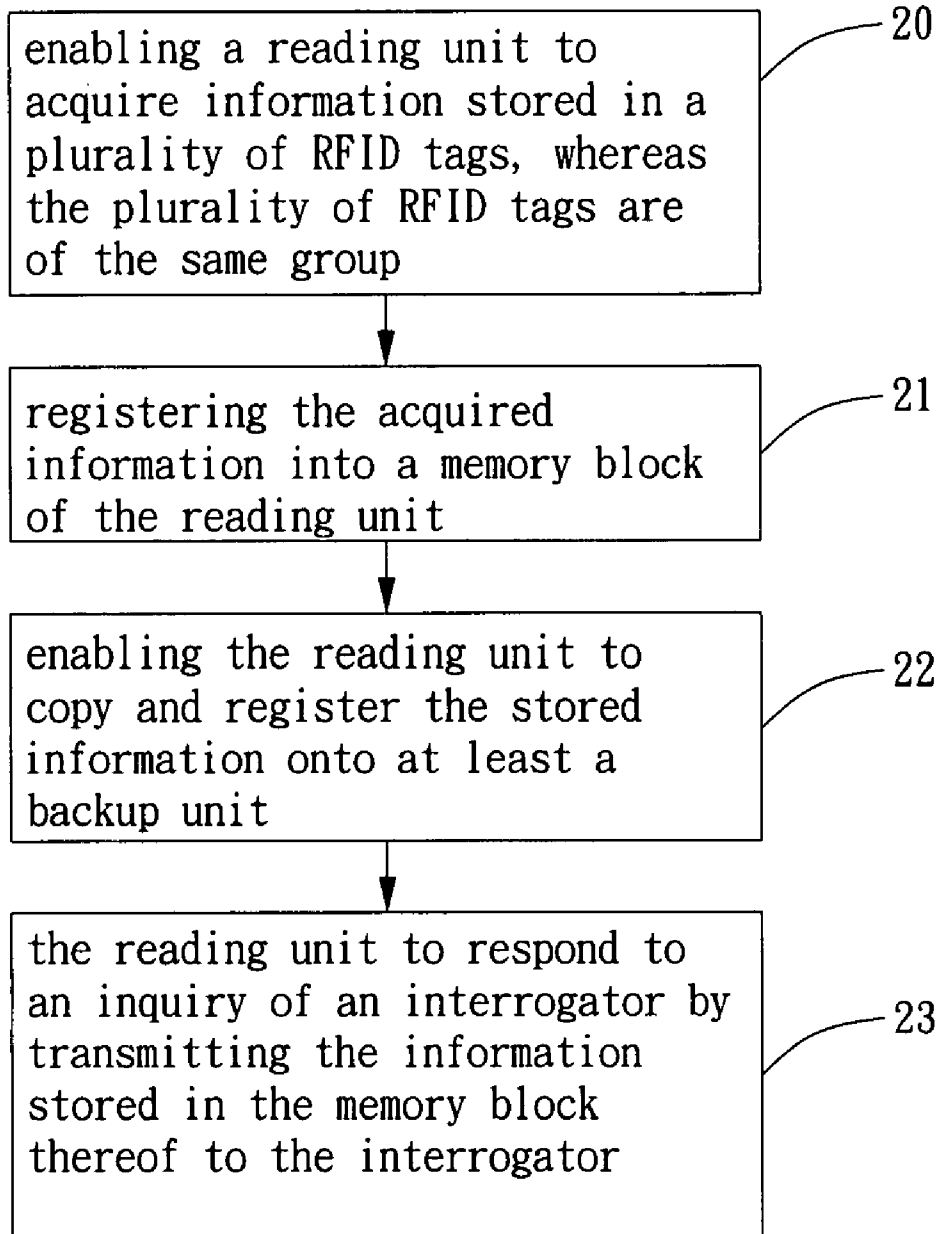 20
enabling a reading unit to
acquire information stored in a
plurality of RFID tags, whereas
the plurality of RFID tags are
of the same group
21
registering the acquired
information into a memory block
of the reading unit
22
enabling the reading unit to
copy and register the stored
information onto at least a
backup unit
23
the reading unit to respond to
an inquiry of an interrogator by
transmitting the information
stored in the memory block
thereof to the interrogator